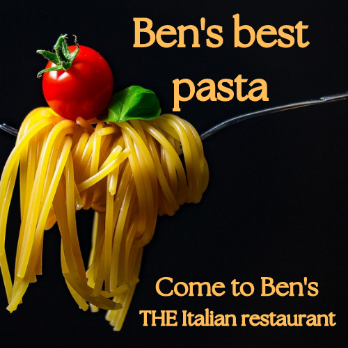 Ben's best
pasta
Come to Ben's
THE Italian restaurant